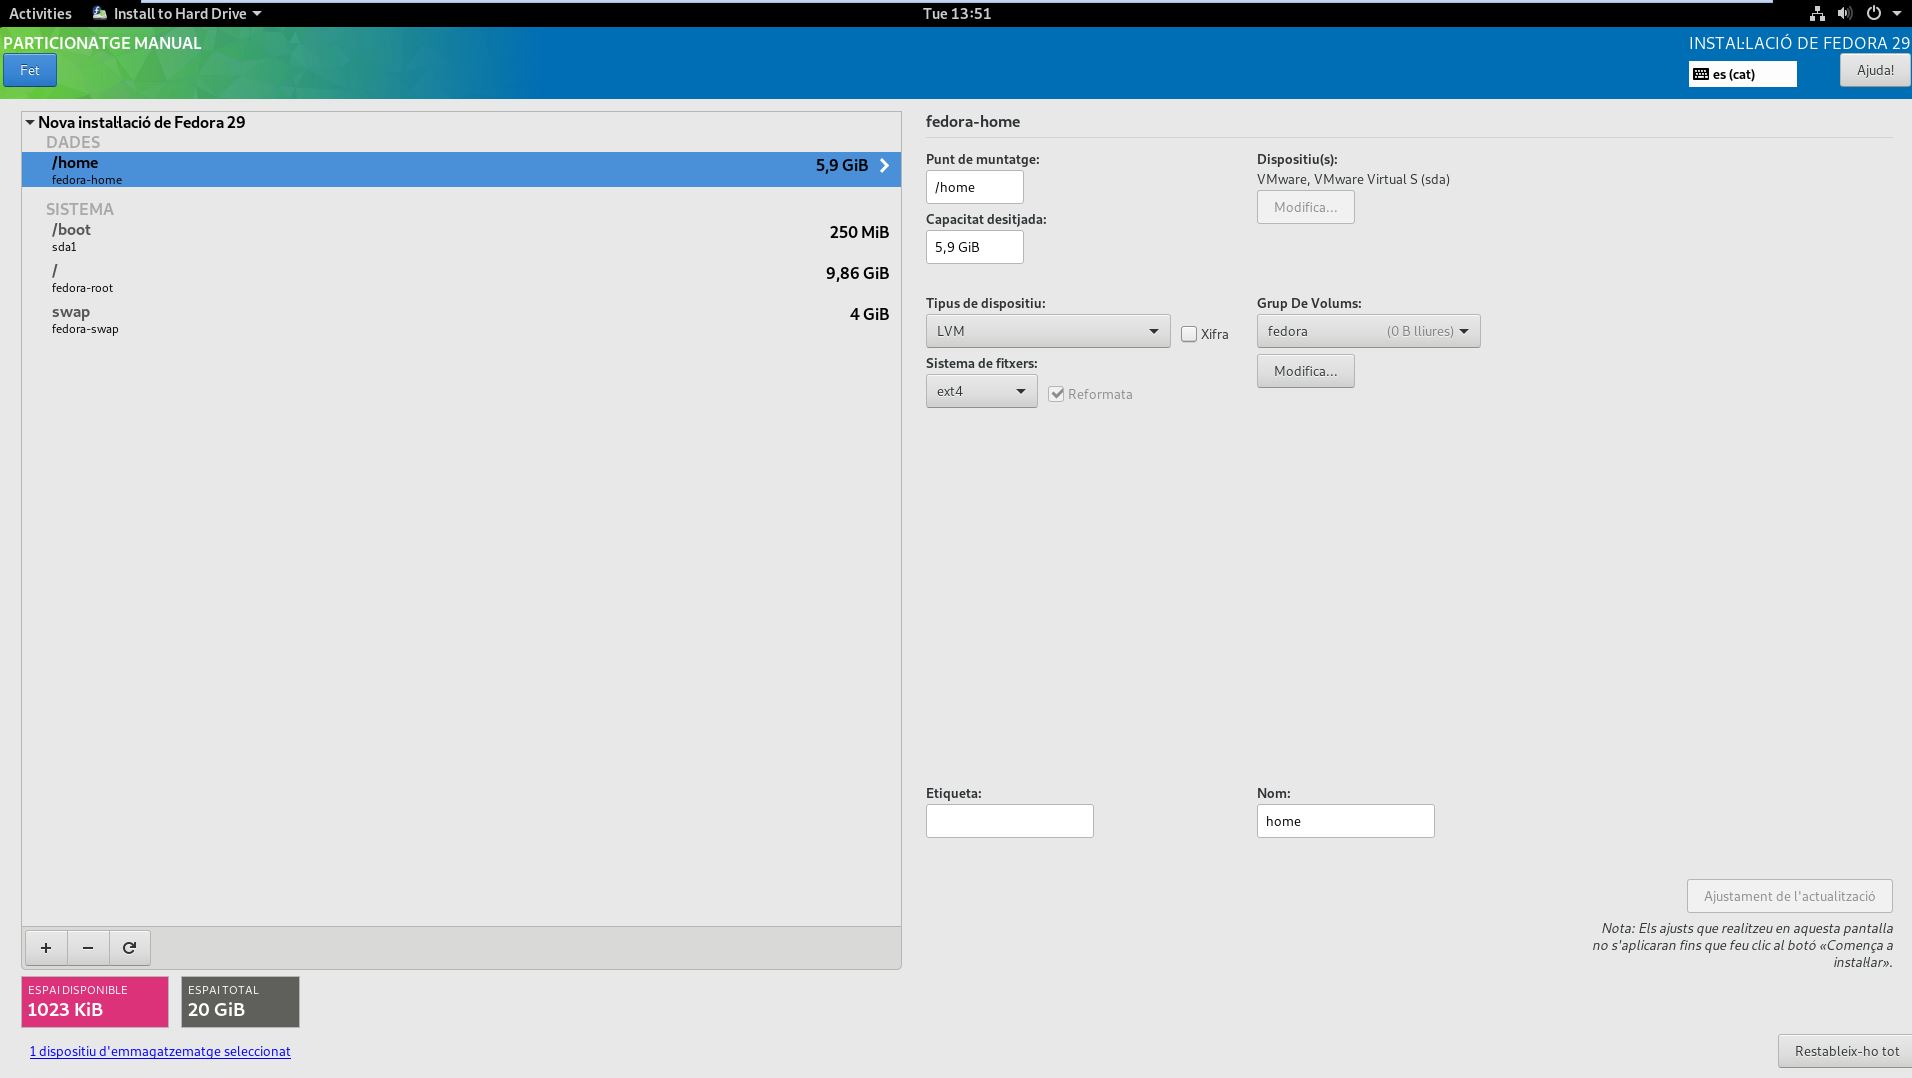 Activities Install to Hard Drive Tue 13:51
PARTICIONATGE MANUAL
INSTAL·LACIÓ DE FEDORA 29
Fet
es (cat)
Ajuda!
Nova instal·lació de Fedora 29
DADES
/home
fedora-home
5,9 GiB
SISTEMA
/boot
sda1
250 MiB
/
fedora-root
9,86 GiB
swap
fedora-swap
4 GiB
fedora-home
Punt de muntatge:
/home
Dispositiu(s):
VMware, VMware Virtual S (sda)
Modifica...
Capacitat desitjada:
5,9 GiB
Tipus de dispositiu:
LVM
Xifra
Grup De Volums:
fedora (0 B lliures)
Modifica...
Sistema de fitxers:
ext4
Reformata
Etiqueta:
Nom:
home
Ajustament de l'actualització
Nota: Els ajusts que realitzeu en aquesta pantalla
no s'aplicaran fins que feu clic al botó «Comença a
instal·lar».
+ −
ESPAI DISPONIBLE
1023 KiB
ESPAI TOTAL
20 GiB
1 dispositiu d'emmagatzematge seleccionat
Restableix-ho tot